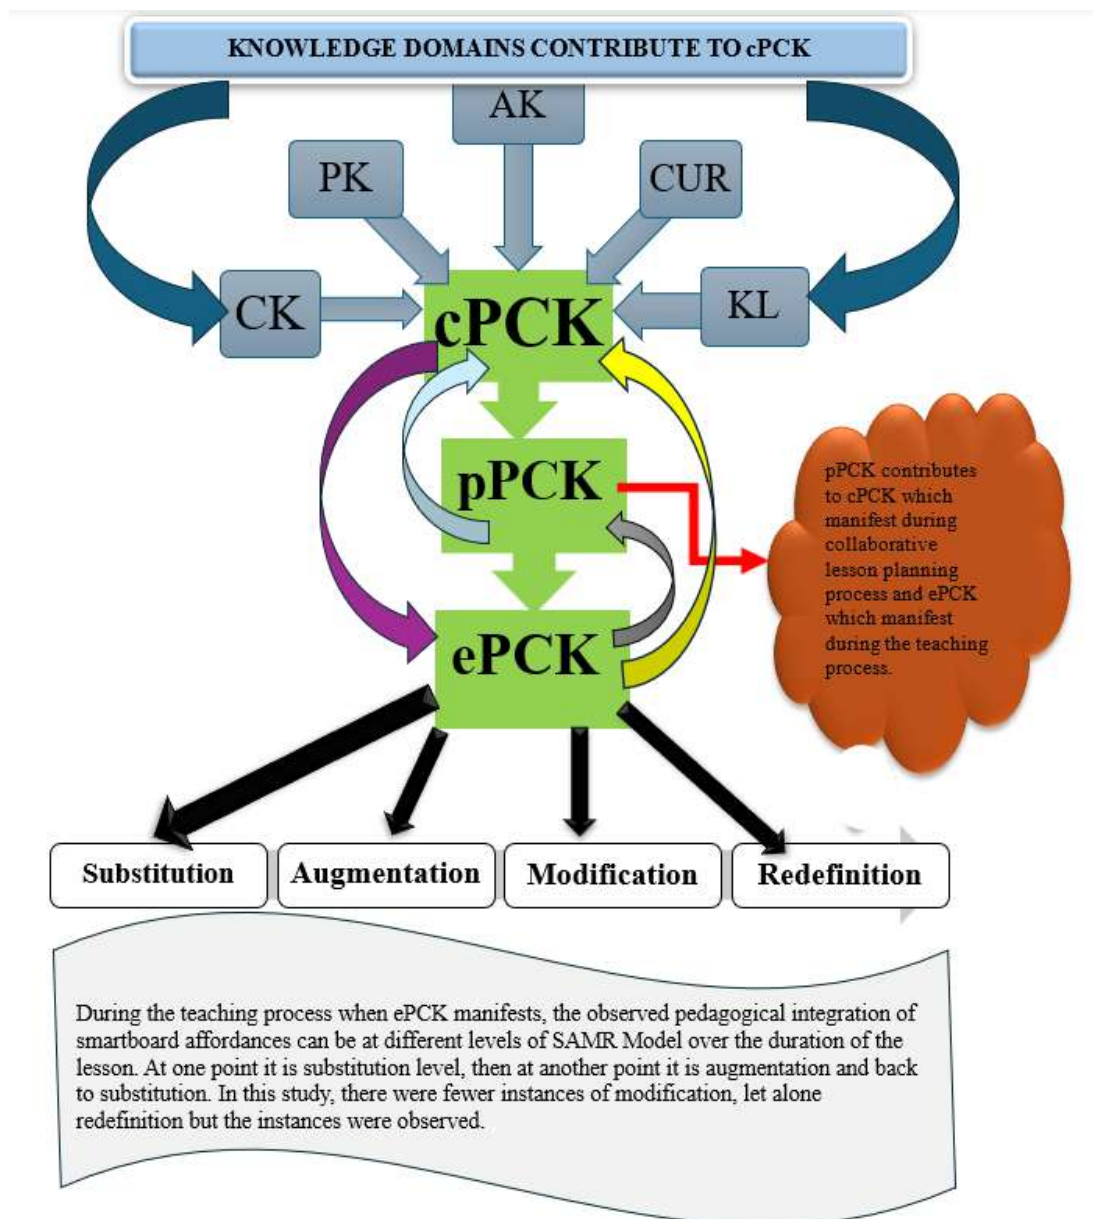 KNOWLEDGE DOMAINS CONTRIBUTE TO cPCK
AK
PK
CUR
CK
KL
cPCK
pPCK
ePCK
pPCK contributes
to cPCK which
manifest during
collaborative
lesson planning
process and ePCK
which manifest
during the teaching
process.
Substitution
Augmentation
Modification
Redefinition
During the teaching process when ePCK manifests, the observed pedagogical integration of
smartboard affordances can be at different levels of SAMR Model over the duration of the
lesson. At one point it is substitution level, then at another point it is augmentation and back
to substitution. In this study, there were fewer instances of modification, let alone
redefinition but the instances were observed.